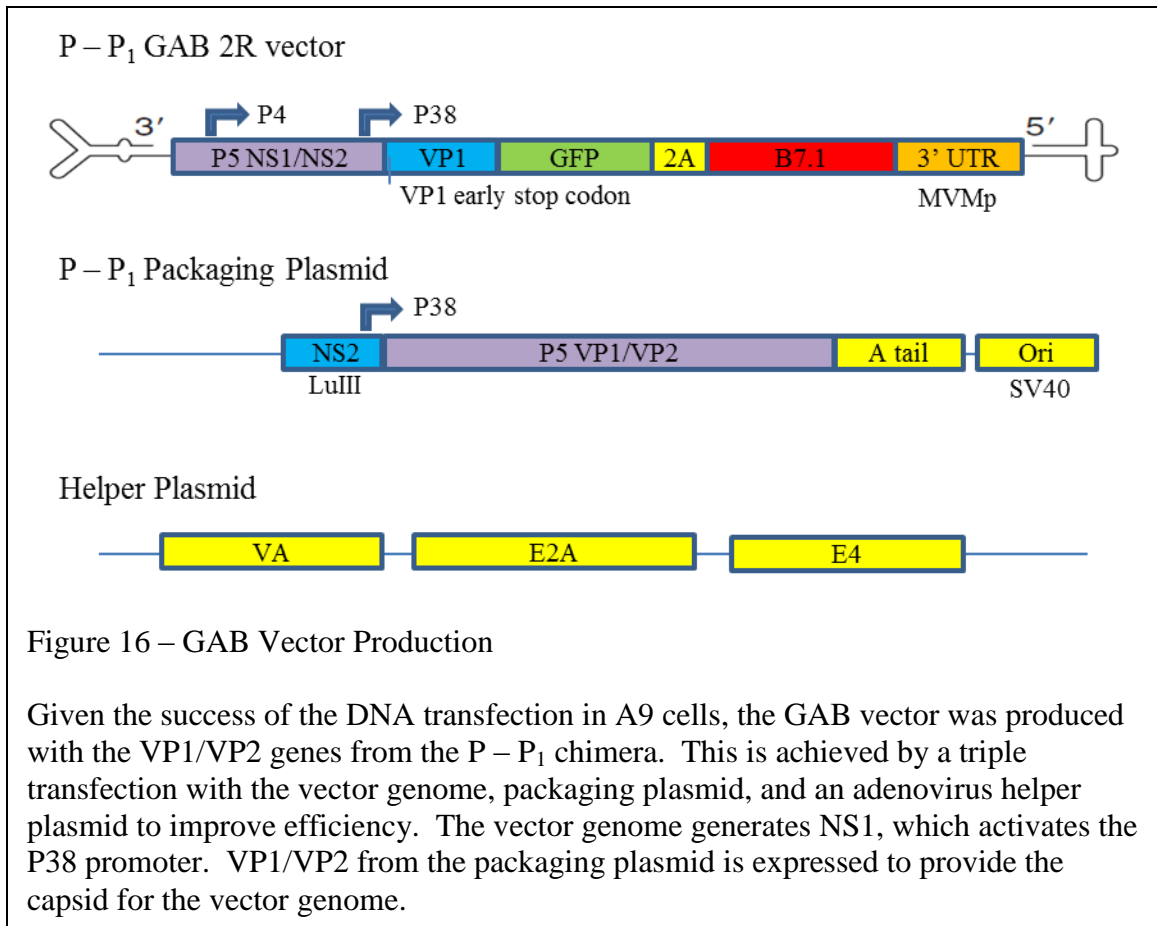 P – P₁ GAB 2R vector
3′ P4 P38 5′
P5 NS1/NS2 VP1 GFP 2A B7.1 3’ UTR
VP1 early stop codon MVMp
P – P₁ Packaging Plasmid
P38
NS2 P5 VP1/VP2 A tail Ori
LuIII SV40
Helper Plasmid
VA E2A E4
Figure 16 – GAB Vector Production
Given the success of the DNA transfection in A9 cells, the GAB vector was produced
with the VP1/VP2 genes from the P – P₁ chimera. This is achieved by a triple
transfection with the vector genome, packaging plasmid, and an adenovirus helper
plasmid to improve efficiency. The vector genome generates NS1, which activates the
P38 promoter. VP1/VP2 from the packaging plasmid is expressed to provide the
capsid for the vector genome.